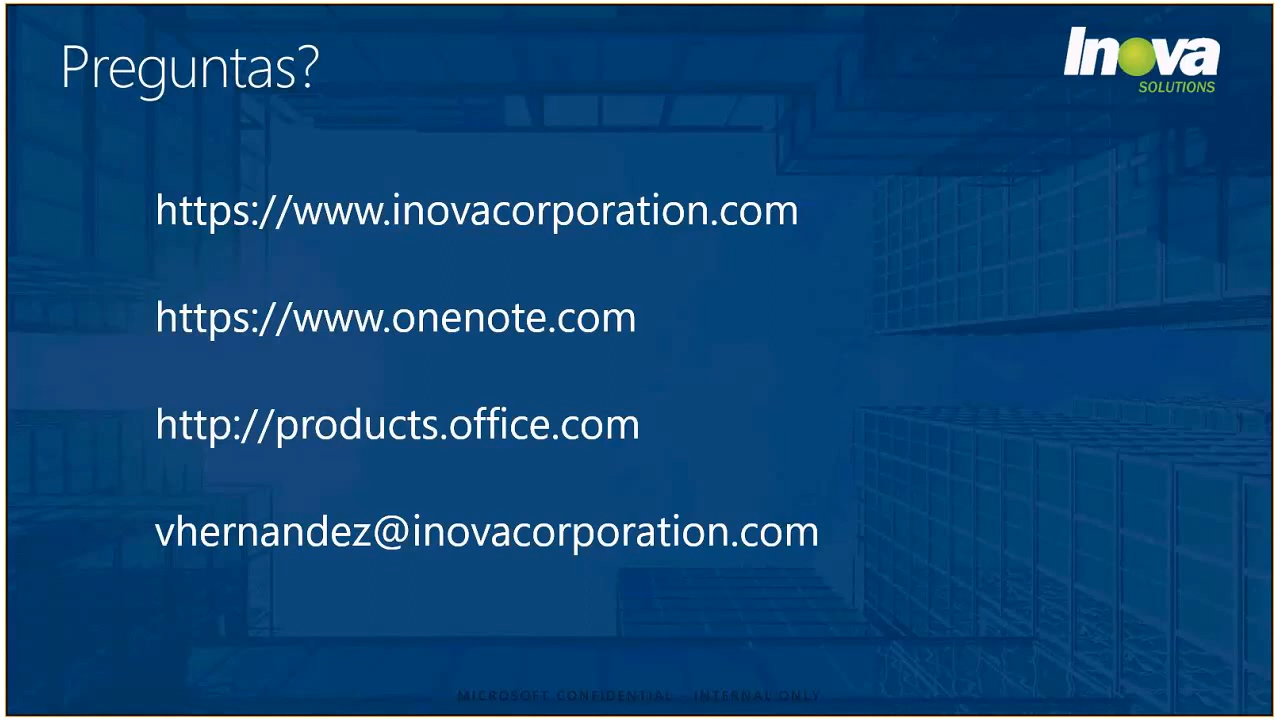 Preguntas?
Inova
SOLUTIONS
https://www.inovacorporation.com
https://www.onenote.com
http://products.office.com
vhernandez@inovacorporation.com
MICROSOFT CONFIDENTIAL - INTERNAL ONLY